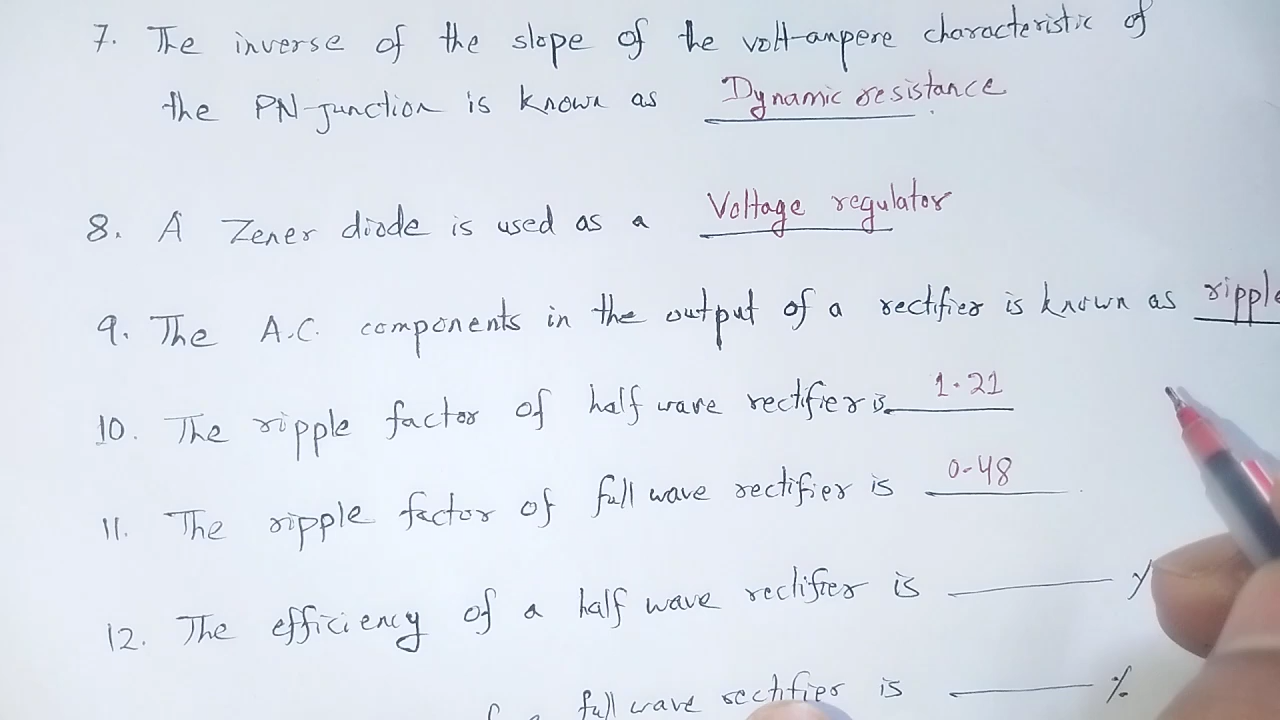 7. The inverse of the slope of the volt-ampere characteristic of
the PN-junction is known as Dynamic resistance
8. A Zener diode is used as a Voltage regulator
9. The A.C. components in the output of a rectifier is known as ripple
10. The ripple factor of half wave rectifier is 1.21
11. The ripple factor of full wave rectifier is 0.48
12. The efficiency of a half wave rectifier is ______
full wave rectifier is ______ %